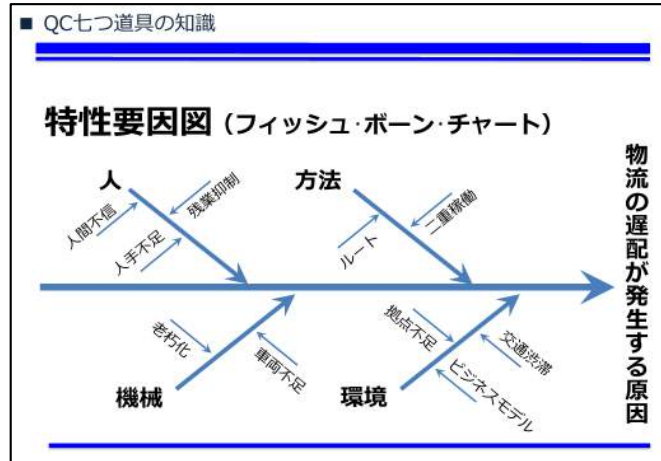 ■ QC七つ道具の知識
特性要因図（フィッシュ･ボーン･チャート）
人
人間不信
人手不足
残業抑制
方法
ルート
二重稼働
機械
老朽化
車両不足
環境
拠点不足
ビジネスモデル
交通渋滞
物流の遅配が発生する原因